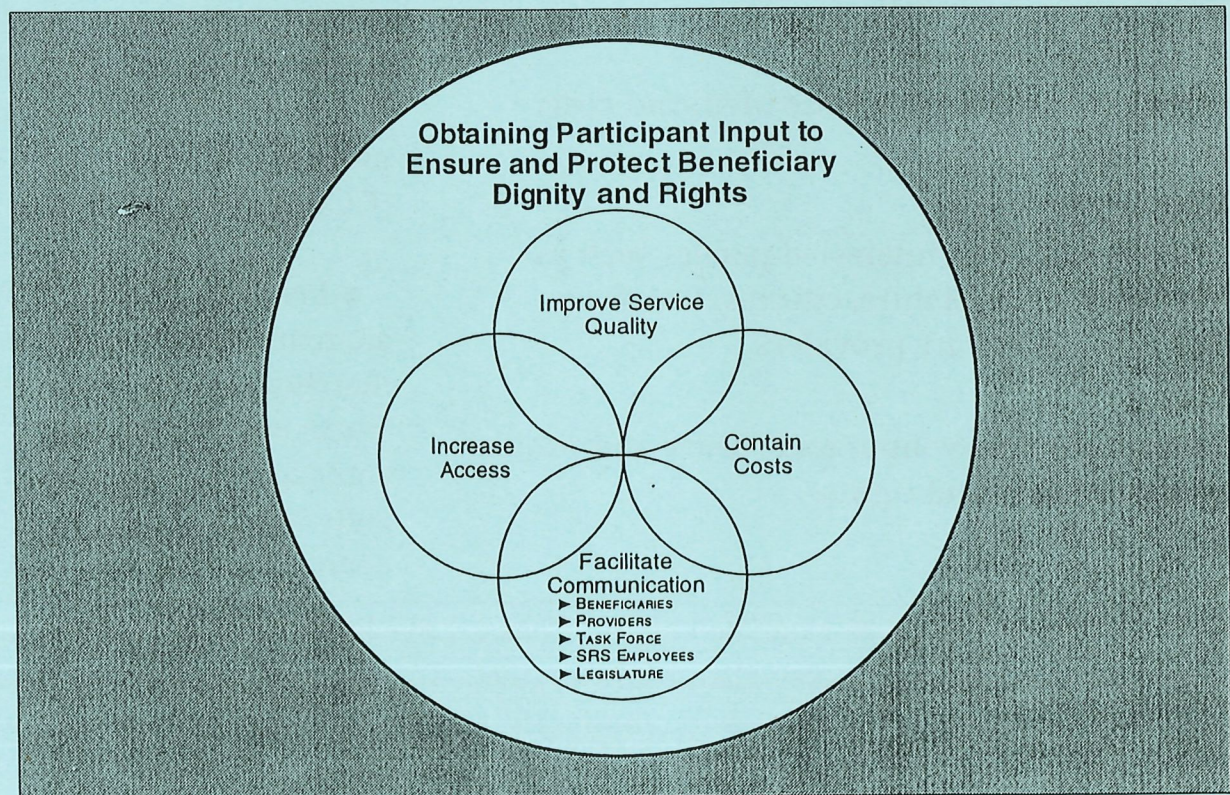 Obtaining Participant Input to
Ensure and Protect Beneficiary
Dignity and Rights
Improve Service
Quality
Increase
Access
Contain
Costs
Facilitate
Communication
➤ BENEFICIARIES
➤ PROVIDERS
➤ TASK FORCE
➤ SRS EMPLOYEES
➤ LEGISLATURE